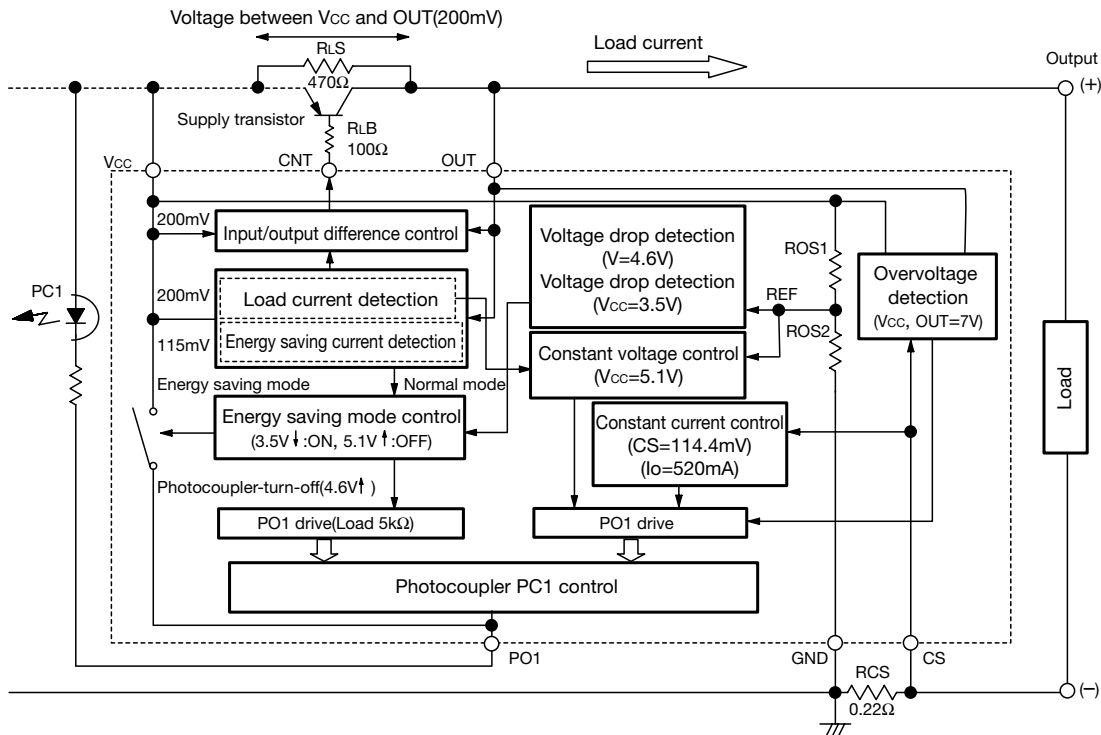 Voltage between VCC and OUT(200mV)
RLS
470Ω
Load current
Output
(+)
Supply transistor
RLB
100Ω
VCC
CNT
OUT
200mV
Input/output difference control
Voltage drop detection
(V=4.6V)
Voltage drop detection
(VCC=3.5V)
ROS1
Overvoltage
detection
(VCC, OUT=7V)
PC1
200mV
Load current detection
REF
ROS2
115mV
Energy saving current detection
Constant voltage control
(VCC=5.1V)
Load
Energy saving mode
Normal mode
Energy saving mode control
(3.5V↓:ON, 5.1V↑:OFF)
Constant current control
(CS=114.4mV)
(Io=520mA)
Photocoupler-turn-off(4.6V↑)
PO1 drive(Load 5kΩ)
PO1 drive
Photocoupler PC1 control
PO1
GND
CS
RCS
0.22Ω
(−)